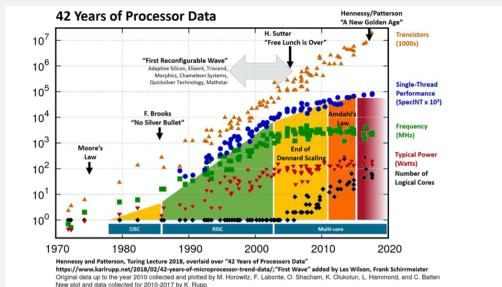 42 Years of Processor Data
Hennessy/Patterson
"A New Golden Age"
H. Sutter
"Free Lunch is Over"
Transistors
(1000s)
"First Reconfigurable Wave"
Adaptive Silicon, Elixent, Triscend,
Morphics, Chameleon Systems,
Quicksilver Technology, Mathstar
Single-Thread
Performance
(SpecINT x 10³)
F. Brooks
"No Silver Bullet"
Amdahl's
Law
Frequency
(MHz)
Moore's
Law
End of
Dennard Scaling
Typical Power
(Watts)
Number of
Logical Cores
10⁷
10⁶
10⁵
10⁴
10³
10²
10¹
10⁰
CISC
RISC
Multi-core
1970
1980
1990
2000
2010
2020
Hennessy and Patterson, Turing Lecture 2018, overlaid over "42 Years of Processors Data"
https://www.karlrupp.net/2018/02/42-years-of-microprocessor-trend-data/; "First Wave" added by Les Wilson, Frank Schirrmeister
Original data up to the year 2010 collected and plotted by M. Horowitz, F. Labonte, O. Shacham, K. Olukotun, L. Hammond, and C. Batten
New plot and data collected for 2010-2017 by K. Rupp